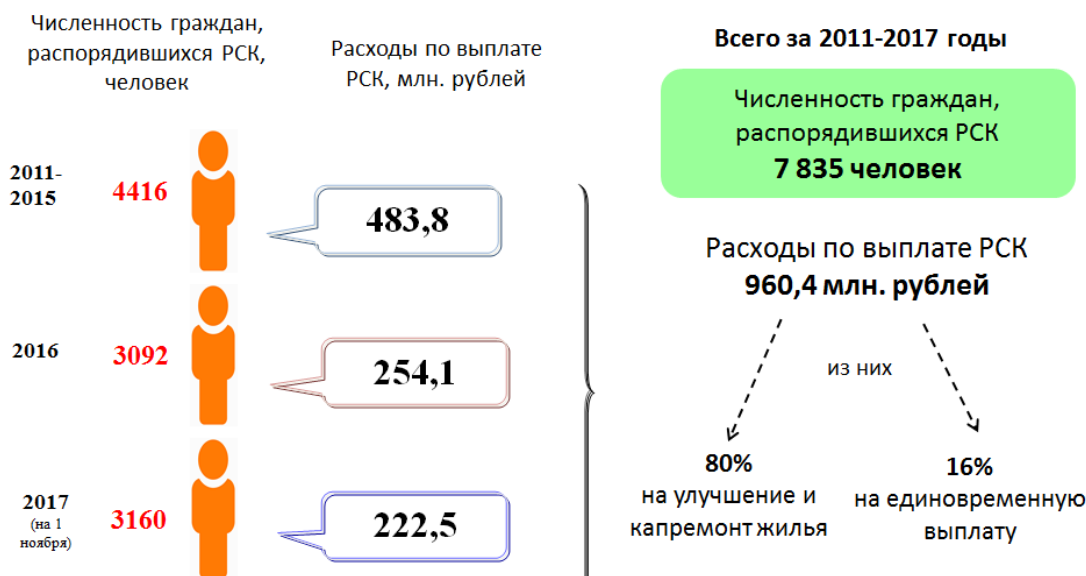 Численность граждан,
распорядившихся РСК,
человек
Расходы по выплате
РСК, млн. рублей
2011-
2015
4416
483,8
2016
3092
254,1
2017
(на 1
ноября)
3160
222,5
Всего за 2011-2017 годы
Численность граждан,
распорядившихся РСК
7 835 человек
Расходы по выплате РСК
960,4 млн. рублей
из них
80%
на улучшение и
капремонт жилья
16%
на единовременную
выплату